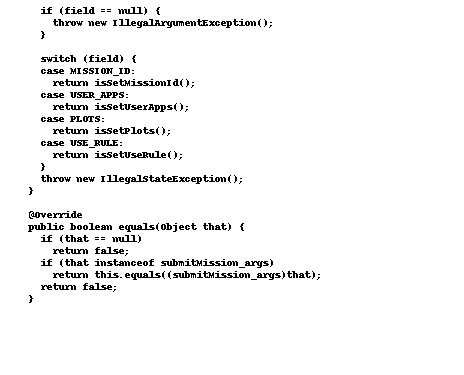 if (field == null) {
throw new IllegalArgumentException();
}
switch (field) {
case MISSION_ID:
return isSetMissionId();
case USER_APPS:
return isSetUserApps();
case PLOTS:
return isSetPlots();
case USE_RULE:
return isSetUseRule();
}
throw new IllegalStateException();
}
@Override
public boolean equals(Object that) {
if (that == null)
return false;
if (that instanceof submitMission_args)
return this.equals((submitMission_args)that);
return false;
}